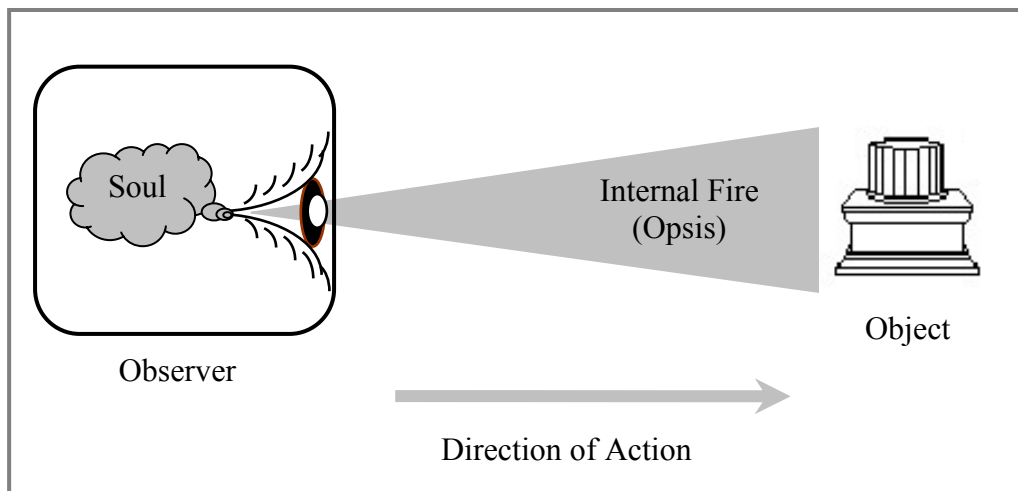 Soul
Internal Fire
(Opsis)
Object
Observer
Direction of Action